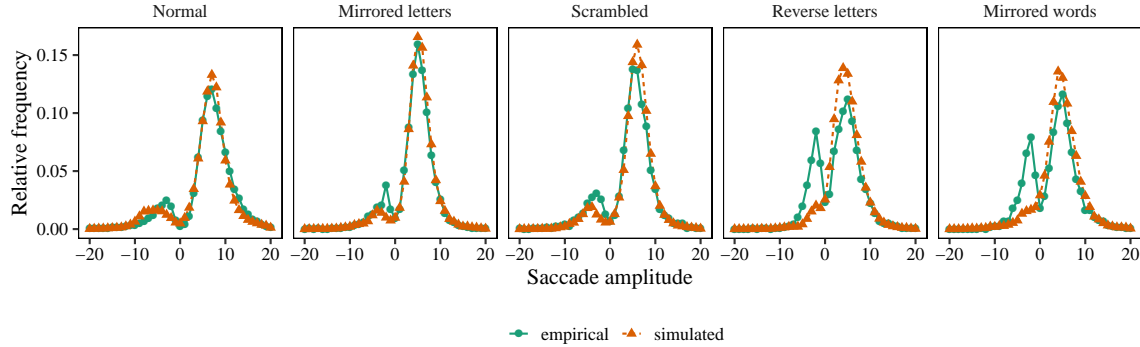 Normal Mirrored letters Scrambled Reverse letters Mirrored words
Relative frequency
0.15
0.10
0.05
0.00
−20 −10 0 10 20 −20 −10 0 10 20 −20 −10 0 10 20 −20 −10 0 10 20 −20 −10 0 10 20
Saccade amplitude
empirical simulated